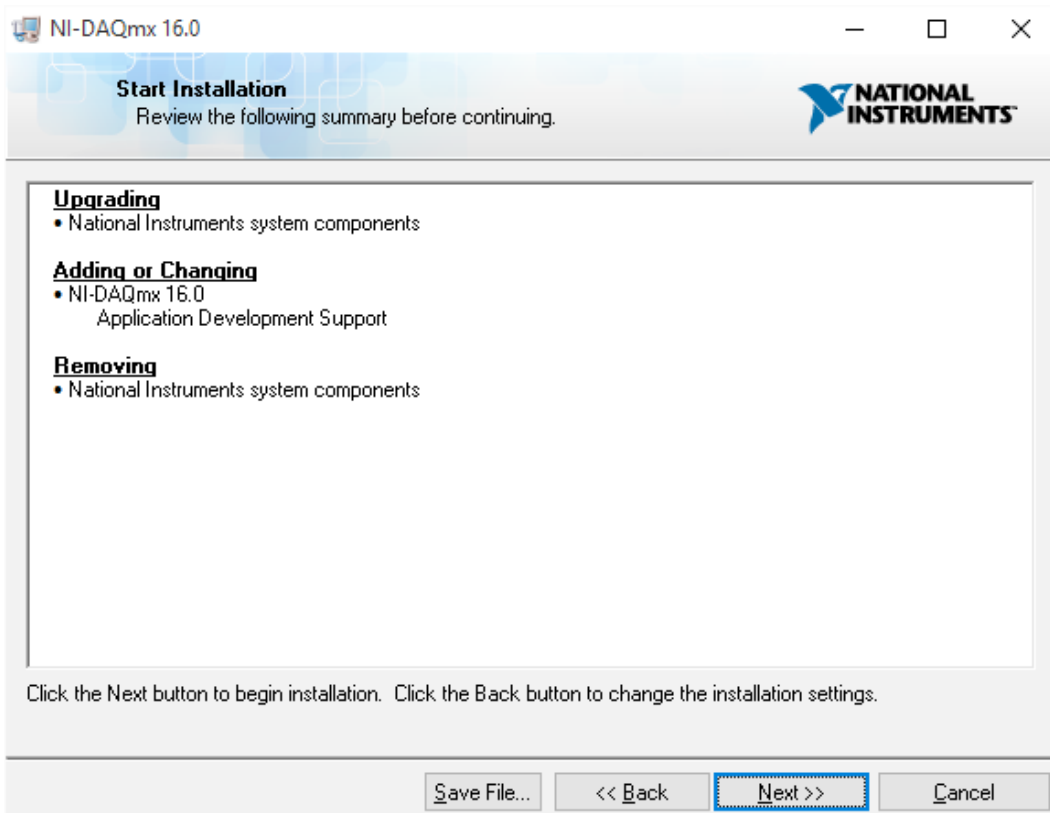 NI-DAQmx 16.0
Start Installation
Review the following summary before continuing.
NATIONAL
INSTRUMENTS™
Upgrading
• National Instruments system components
Adding or Changing
• NI-DAQmx 16.0
Application Development Support
Removing
• National Instruments system components
Click the Next button to begin installation.  Click the Back button to change the installation settings.
Save File...
<< Back
Next >>
Cancel